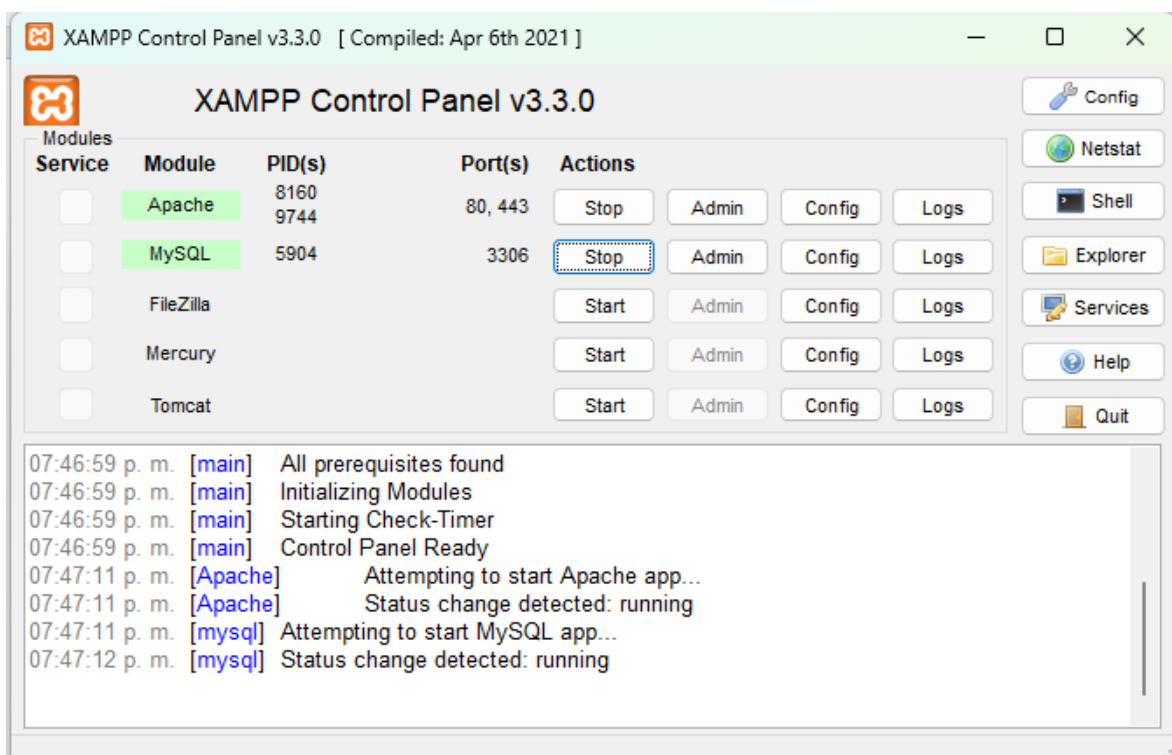 XAMPP Control Panel v3.3.0 [ Compiled: Apr 6th 2021 ]
XAMPP Control Panel v3.3.0
Config
Modules
Service Module PID(s) Port(s) Actions
Netstat
Apache 8160 9744 80, 443 Stop Admin Config Logs
Shell
MySQL 5904 3306 Stop Admin Config Logs
Explorer
FileZilla Start Admin Config Logs
Services
Mercury Start Admin Config Logs
Help
Tomcat Start Admin Config Logs
Quit
07:46:59 p. m. [main] All prerequisites found
07:46:59 p. m. [main] Initializing Modules
07:46:59 p. m. [main] Starting Check-Timer
07:46:59 p. m. [main] Control Panel Ready
07:47:11 p. m. [Apache] Attempting to start Apache app...
07:47:11 p. m. [Apache] Status change detected: running
07:47:11 p. m. [mysql] Attempting to start MySQL app...
07:47:12 p. m. [mysql] Status change detected: running